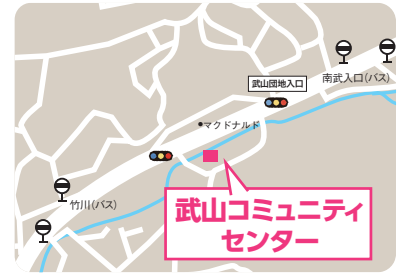 南武入口(バス)
武山団地入口
マクドナルド
竹川(バス)
武山コミュニティ
センター